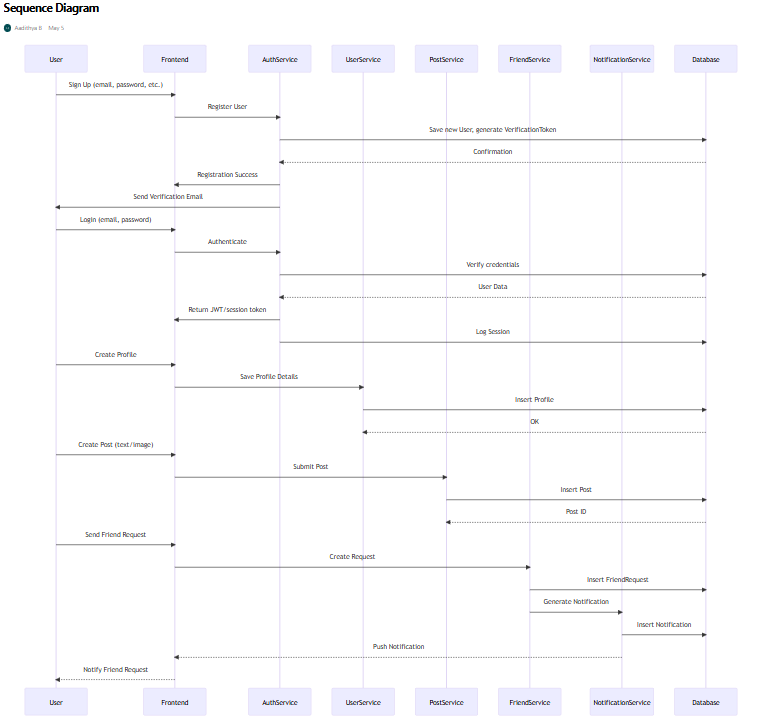 Sequence Diagram
Aadithya B May 5
User Frontend AuthService UserService PostService FriendService NotificationService Database
Sign Up (email, password, etc.)
Register User
Save new User, generate VerificationToken
Confirmation
Registration Success
Send Verification Email
Login (email, password)
Authenticate
Verify credentials
User Data
Return JWT/session token
Log Session
Create Profile
Save Profile Details
Insert Profile
OK
Create Post (text/image)
Submit Post
Insert Post
Post ID
Send Friend Request
Create Request
Insert FriendRequest
Generate Notification
Insert Notification
Push Notification
Notify Friend Request
User Frontend AuthService UserService PostService FriendService NotificationService Database